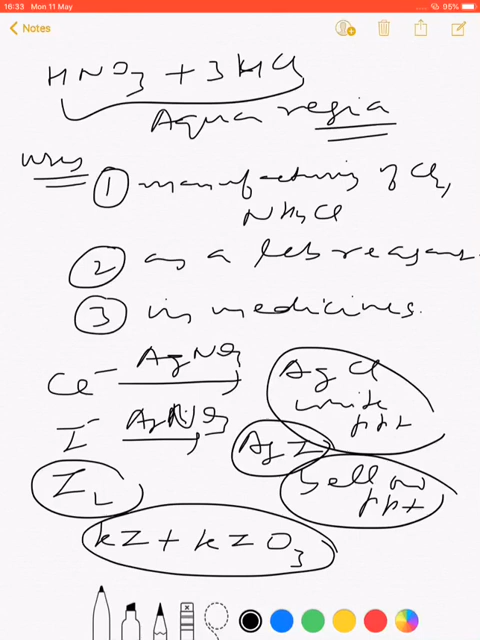 16:33 Mon 11 May 95%
Notes
HNO3 + 3HCl
Aqua regia
Uses
1 manufacturing of Cl2,
NH4Cl
2 as a lab reagent
3 in medicines.
Cl- AgNO3 AgCl
white
ppt
I- AgNO3 AgI
yellow
ppt
I2
KI + KIO3